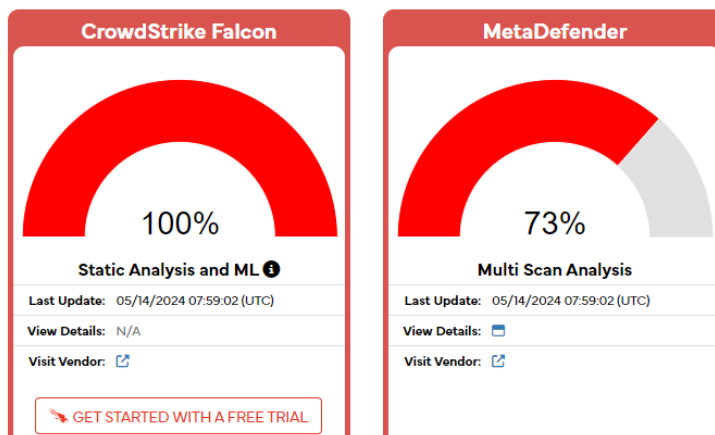 CrowdStrike Falcon
100%
Static Analysis and ML
Last Update: 05/14/2024 07:59:02 (UTC)
View Details: N/A
Visit Vendor:
GET STARTED WITH A FREE TRIAL
MetaDefender
73%
Multi Scan Analysis
Last Update: 05/14/2024 07:59:02 (UTC)
View Details:
Visit Vendor: